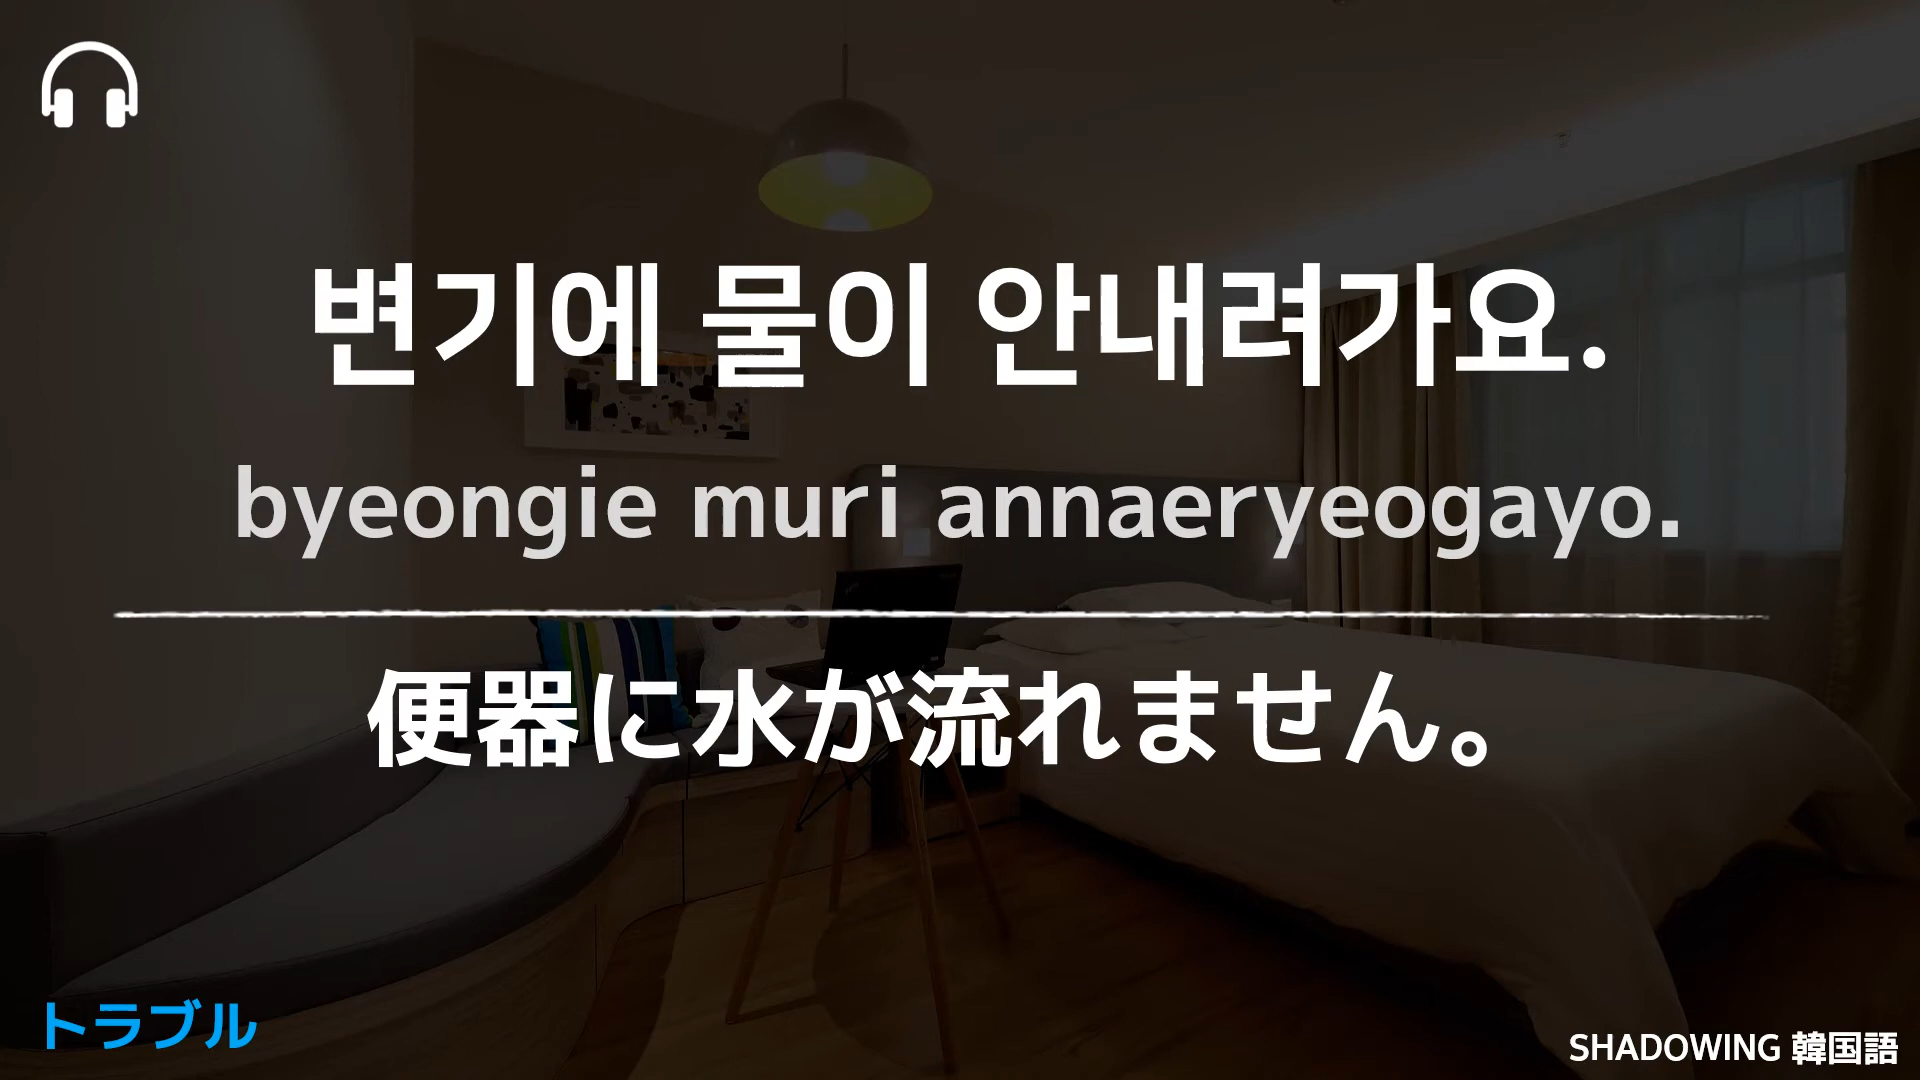 변기에 물이 안내려가요.
byeongie muri annaeryeogayo.
便器に水が流れません。
トラブル
SHADOWING 韓国語